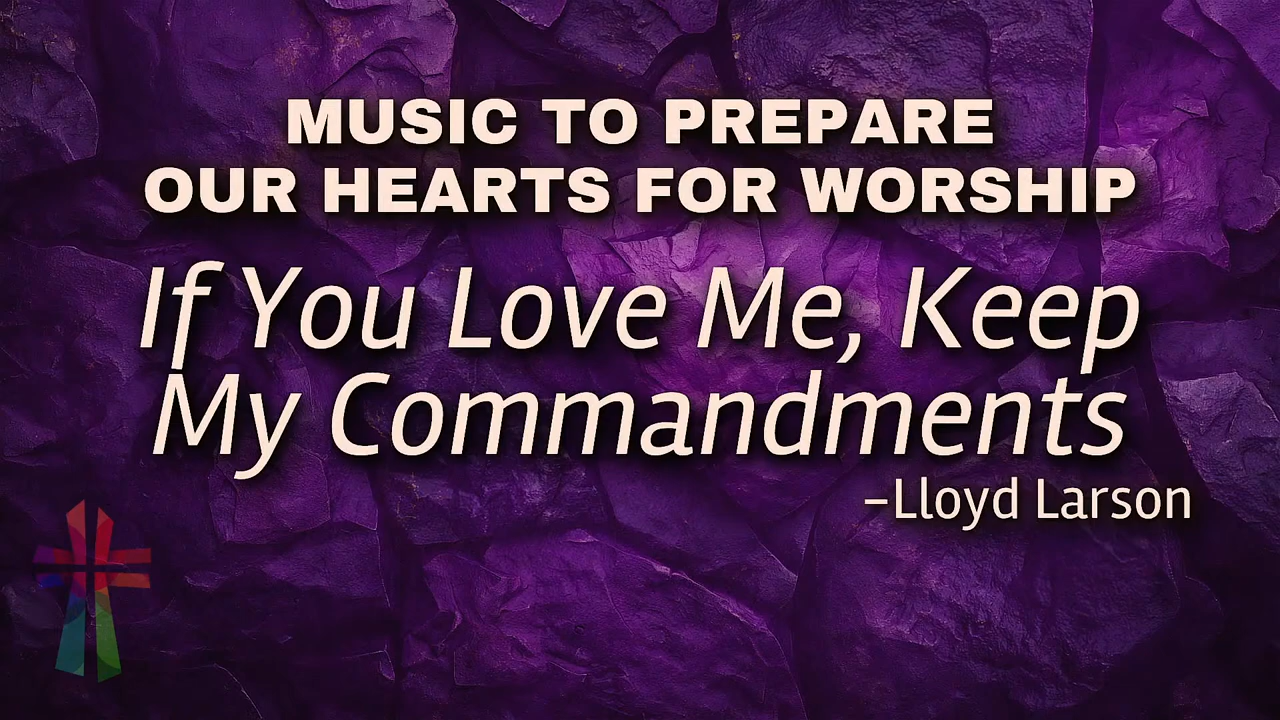 MUSIC TO PREPARE
OUR HEARTS FOR WORSHIP
If You Love Me, Keep
My Commandments
–Lloyd Larson